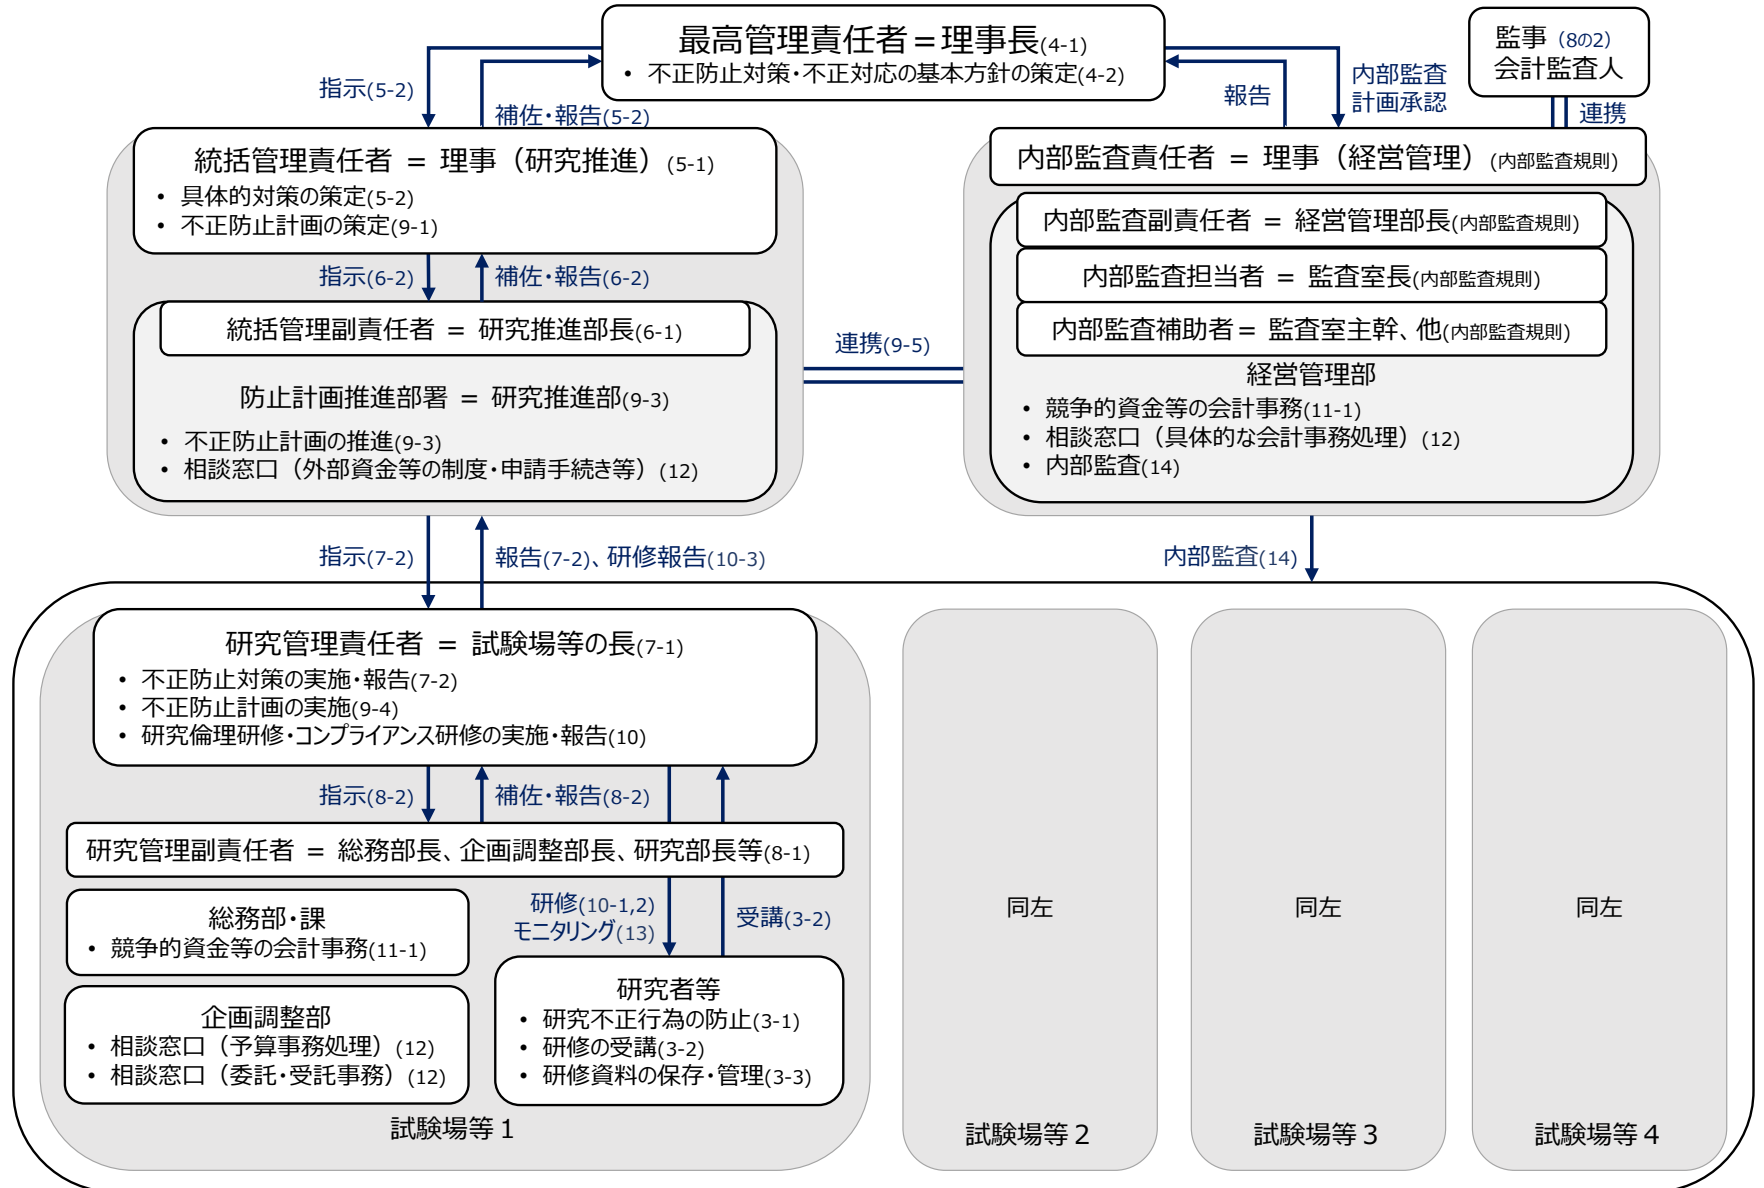 最高管理責任者＝理事長(4-1)
• 不正防止対策・不正対応の基本方針の策定(4-2)
監事（8の2）
会計監査人
指示(5-2)
補佐・報告(5-2)
報告
内部監査
計画承認
連携
統括管理責任者 ＝ 理事（研究推進）(5-1)
• 具体的対策の策定(5-2)
• 不正防止計画の策定(9-1)
指示(6-2)
補佐・報告(6-2)
統括管理副責任者 ＝ 研究推進部長(6-1)
防止計画推進部署 ＝ 研究推進部(9-3)
• 不正防止計画の推進(9-3)
• 相談窓口（外部資金等の制度・申請手続き等）(12)
連携(9-5)
内部監査責任者 ＝ 理事（経営管理）(内部監査規則)
内部監査副責任者 ＝ 経営管理部長(内部監査規則)
内部監査担当者 ＝ 監査室長(内部監査規則)
内部監査補助者＝ 監査室主幹、他(内部監査規則)
経営管理部
• 競争的資金等の会計事務(11-1)
• 相談窓口（具体的な会計事務処理）(12)
• 内部監査(14)
指示(7-2)
報告(7-2)、研修報告(10-3)
内部監査(14)
研究管理責任者 ＝ 試験場等の長(7-1)
• 不正防止対策の実施・報告(7-2)
• 不正防止計画の実施(9-4)
• 研究倫理研修・コンプライアンス研修の実施・報告(10)
指示(8-2)
補佐・報告(8-2)
研究管理副責任者 ＝ 総務部長、企画調整部長、研究部長等(8-1)
総務部・課
• 競争的資金等の会計事務(11-1)
研修(10-1,2)
モニタリング(13)
受講(3-2)
企画調整部
• 相談窓口（予算事務処理）(12)
• 相談窓口（委託・受託事務）(12)
研究者等
• 研究不正行為の防止(3-1)
• 研修の受講(3-2)
• 研修資料の保存・管理(3-3)
試験場等１
同左
試験場等２
同左
試験場等３
同左
試験場等４